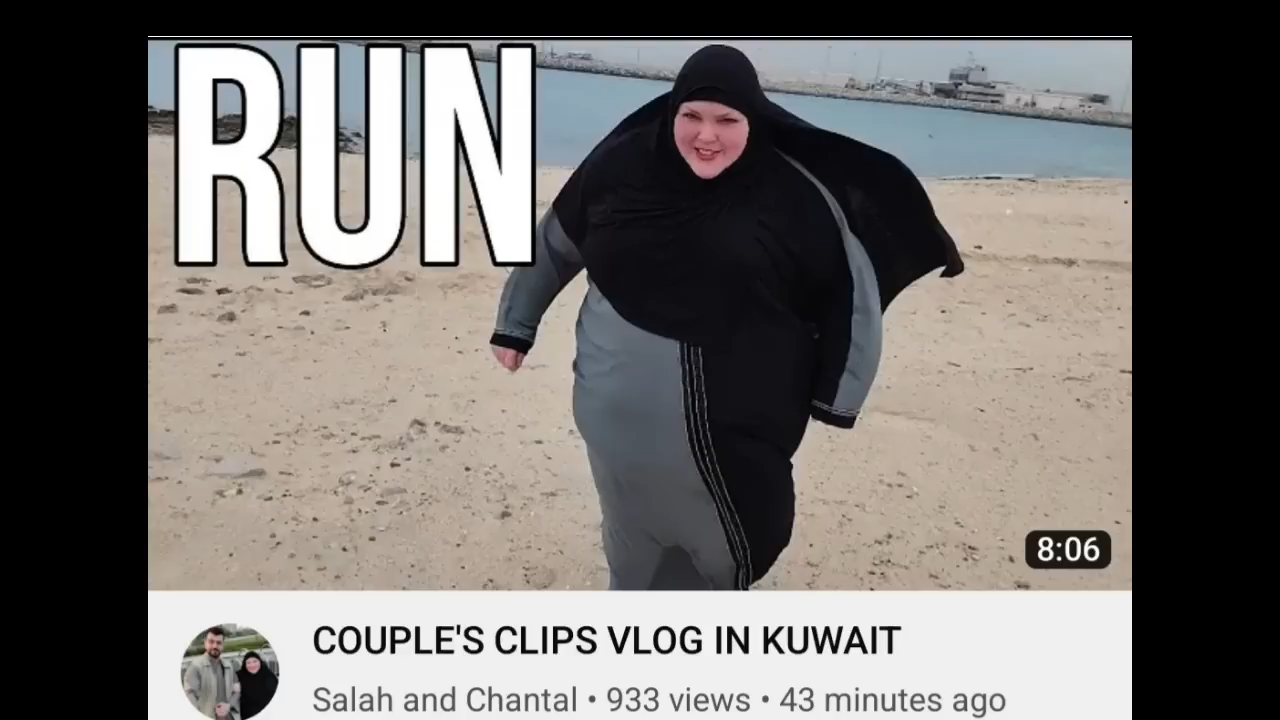 RUN
8:06
COUPLE'S CLIPS VLOG IN KUWAIT
Salah and Chantal • 933 views • 43 minutes ago